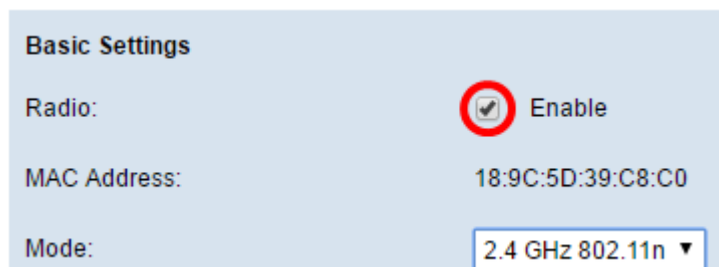 Basic Settings
Radio: Enable
MAC Address: 18:9C:5D:39:C8:C0
Mode: 2.4 GHz 802.11n